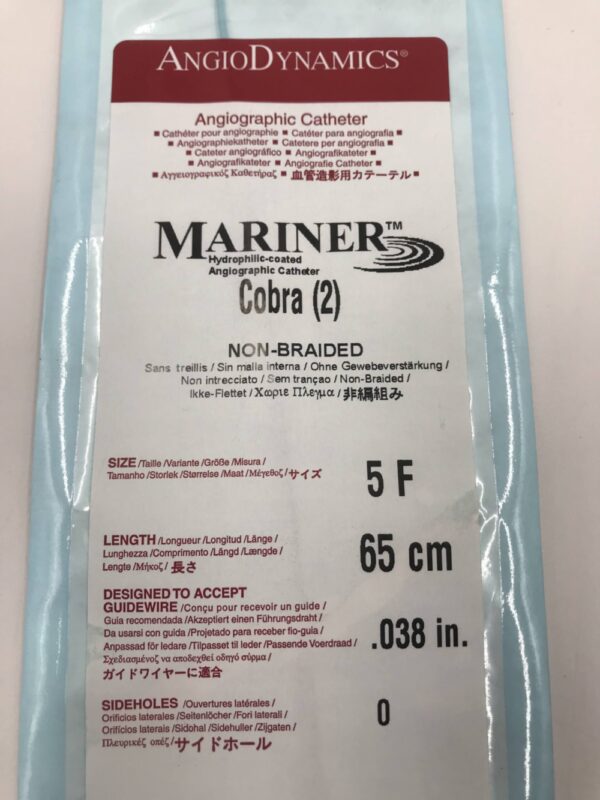 ANGIODYNAMICS®
Angiographic Catheter
■ Cathéter pour angiographie ■ Catéter para angiografia ■
■ Angiographiekatheter ■ Catetere per angiografia ■
■ Cateter angiográfico ■ Angiografikateter ■
■ Angiografikateter ■ Angiografie Catheter ■
■ Αγγειογραφικός Καθετήρας ■ 血管造影用カテーテル ■
MARINER™
Hydrophilic-coated
Angiographic Catheter
Cobra (2)
NON-BRAIDED
Sans treillis / Sin malla interna / Ohne Gewebeverstärkung /
Non intrecciato / Sem trançao / Non-Braided /
Ikke-Flettet / Χωριε Πλεγμα / 非編組み
SIZE /Taille /Variante /Größe /Misura /
Tamanho /Storlek /Størrelse /Maat /Μέγεθος /サイズ
5 F
LENGTH /Longueur /Longitud /Länge /
Lunghezza /Comprimento /Längd /Længde /
Lengte /Μήκος / 長さ
65 cm
DESIGNED TO ACCEPT
GUIDEWIRE /Conçu pour recevoir un guide /
Guia recomendada /Akzeptiert einen Führungsdraht /
Da usarsi con guida /Projetado para receber fio-guia /
Anpassad för ledare /Tilpasset til leder /Passende Voerdraad /
Σχεδιασμένος να αποδεχθεί οδηγό σύρμα /
ガイドワイヤーに適合
.038 in.
SIDEHOLES /Ouvertures latérales /
Orificios laterales /Seitenlöcher /Fori laterali /
Orifícios laterais /Sidohal /Sidehuller /Zijgaten /
Πλευρικές οπές /サイドホール
0